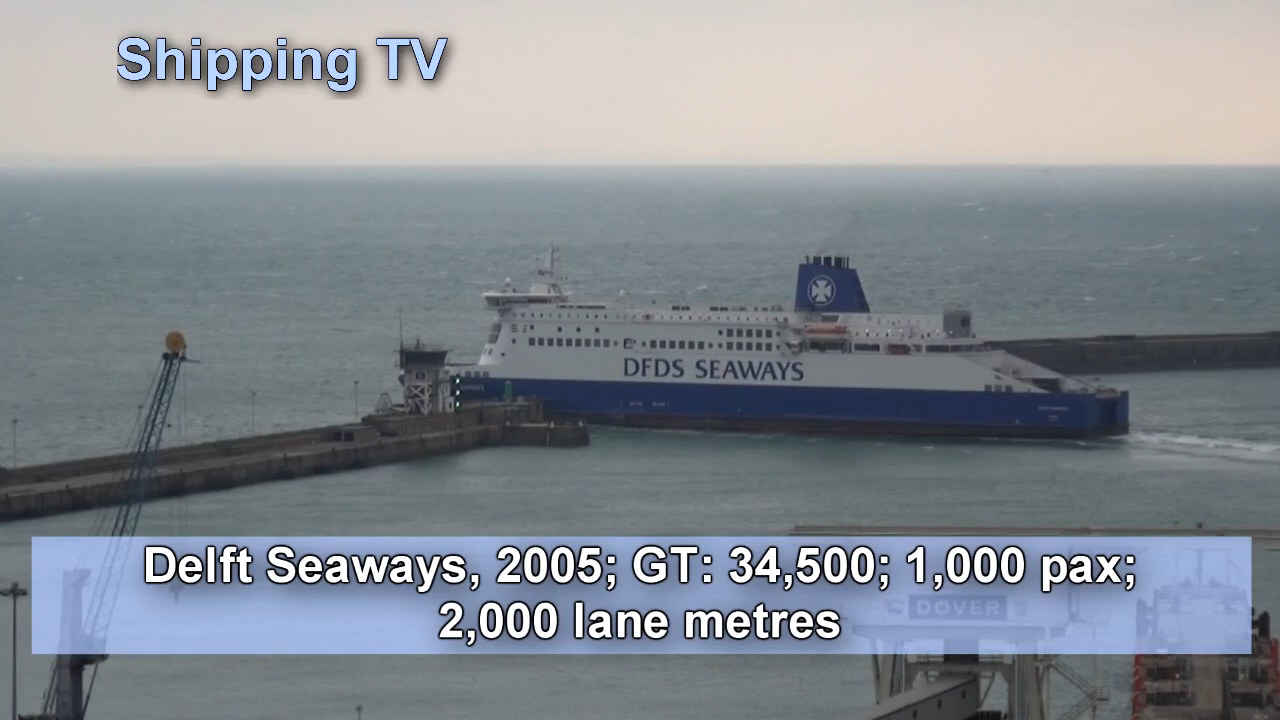 Shipping TV
DFDS SEAWAYS
Delft Seaways, 2005; GT: 34,500; 1,000 pax;
2,000 lane metres
DOVER